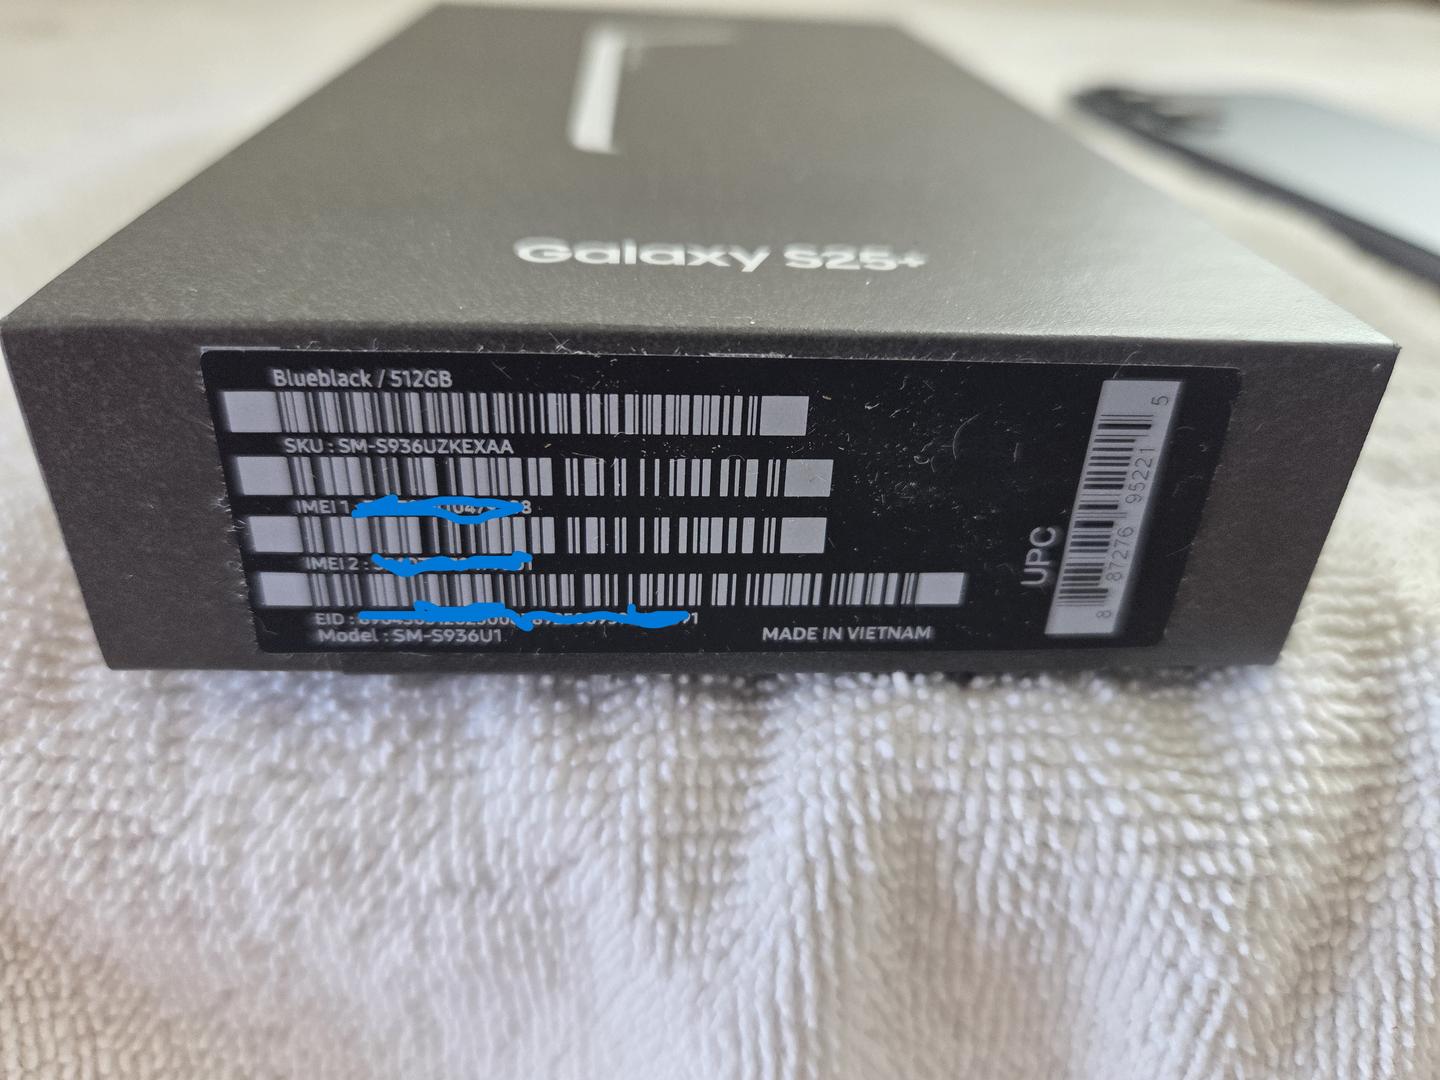 Galaxy S25+
Blueblack / 512GB
SKU : SM-S936UZKEXAA
IMEI 1
IMEI 2 :
EID :
Model : SM-S936U1
MADE IN VIETNAM
UPC
8 87276 95221 5